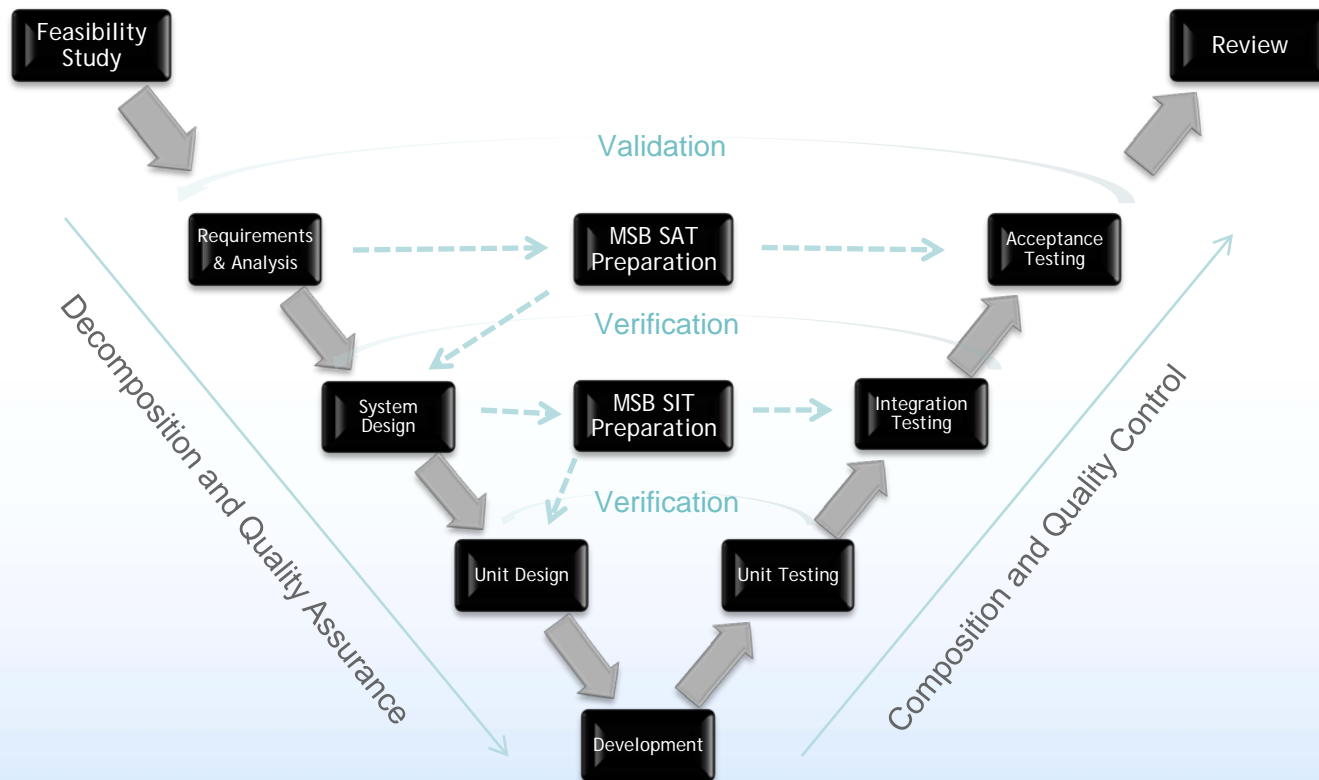 Feasibility
Study
Review
Validation
Requirements
& Analysis
MSB SAT
Preparation
Acceptance
Testing
Verification
System
Design
MSB SIT
Preparation
Integration
Testing
Decomposition and Quality Assurance
Composition and Quality Control
Verification
Unit Design
Unit Testing
Development